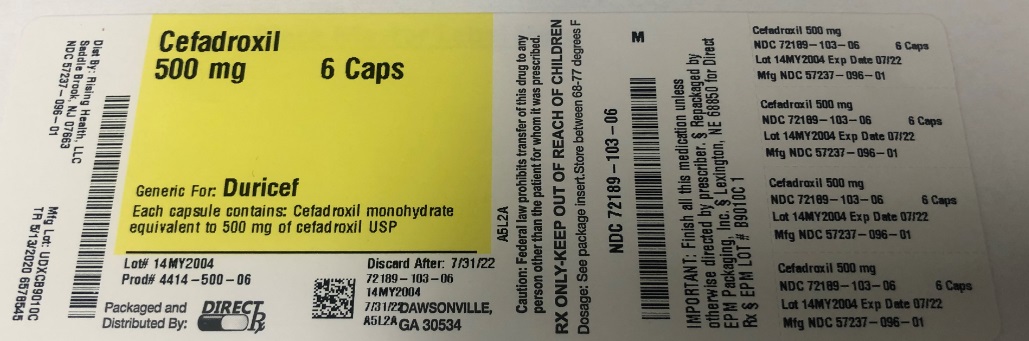 Dist By: Rising Health, LLC
Saddle Brook, NJ 07663
NDC 57237-096-01
Mfg Lot: UDXCB9010C
TR 5/13/2020 6578545
Cefadroxil
500 mg 6 Caps
Generic For: Duricef
Each capsule contains: Cefadroxil monohydrate
equivalent to 500 mg of cefadroxil USP
Lot# 14MY2004 Discard After: 7/31/22
Prod# 4414-500-06
72189-103-06
14MY2004
7/31/22
A5L2A
DAWSONVILLE,
GA 30534
Packaged and
Distributed By:
DIRECT Rx
A5L2A
Caution: Federal law prohibits transfer of this drug to any
person other than the patient for whom it was prescribed.
RX ONLY-KEEP OUT OF REACH OF CHILDREN
Dosage: See package insert.Store between 68-77 degrees F
NDC 72189-103-06
M
IMPORTANT: Finish all this medication unless
otherwise directed by prescriber. § Repackaged by
EPM Packaging, Inc. § Lexington, NE 68850 for Direct
Rx § EPM LOT # B9010C 1
Cefadroxil 500 mg
NDC 72189-103-06 6 Caps
Lot 14MY2004 Exp Date 07/22
Mfg NDC 57237-096-01
Cefadroxil 500 mg
NDC 72189-103-06 6 Caps
Lot 14MY2004 Exp Date 07/22
Mfg NDC 57237-096-01
Cefadroxil 500 mg
NDC 72189-103-06 6 Caps
Lot 14MY2004 Exp Date 07/22
Mfg NDC 57237-096-01
Cefadroxil 500 mg
NDC 72189-103-06 6 Caps
Lot 14MY2004 Exp Date 07/22
Mfg NDC 57237-096-01